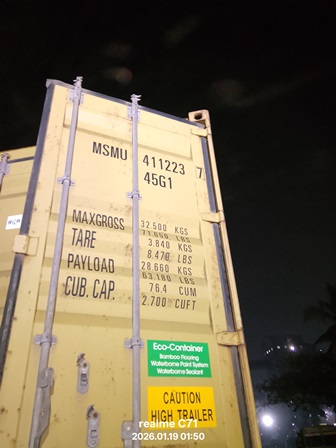 MSMU 411223 7
45G1
MAXGROSS 32.500 KGS
71.650 LBS
TARE 3.840 KGS
8.470 LBS
PAYLOAD 28.660 KGS
63.180 LBS
CUB. CAP. 76.4 CUM
2.700 CUFT
Eco-Container
Bamboo Flooring
Waterborne Paint System
Waterborne Sealant
CAUTION
HIGH TRAILER
realme C71
2026.01.19 01:50